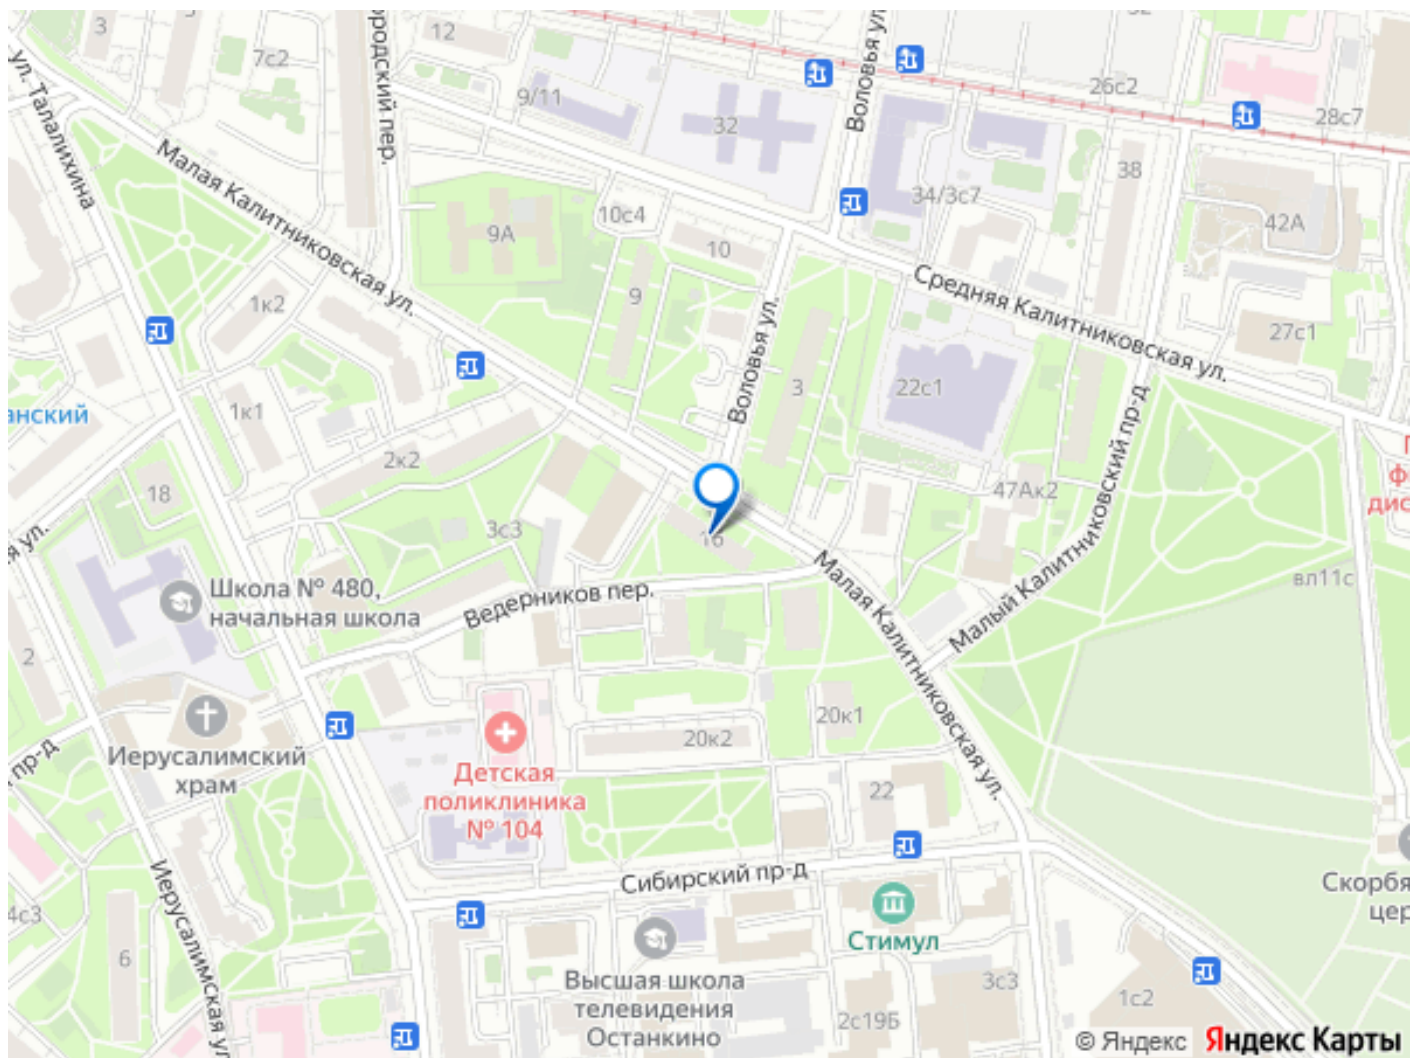 3
7с2
12
9/11
32
26с2
28с7
38
42А
34/3с7
Воловья ул.
ул. Талалихина
Малая Калитниковская ул.
9А
10с4
10
9
1к2
Средняя Калитниковская ул.
27с1
Воловья ул.
3
22с1
1к1
2к2
18
3с3
47Ак2
16
Малый Калитниковский пр-д
вл11с
Школа № 480,
начальная школа
Ведерников пер.
Малая Калитниковская ул.
2
Иерусалимский
храм
20к1
20к2
Детская
поликлиника
№ 104
22
Сибирский пр-д
Стимул
Иерусалимская ул.
4с3
6
Высшая школа
телевидения
Останкино
3с3
2с19Б
1с2
© Яндекс Яндекс Карты